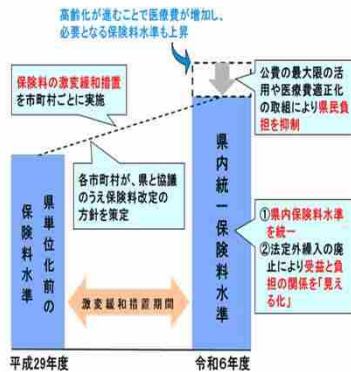 高齢化が進むことで医療費が増加し、
必要となる保険料水準も上昇
保険料の激変緩和措置
を市町村ごとに実施
公費の最大限の活
用や医療費適正化
の取組により県民負
担を抑制
各市町村が、県と協議
のうえ保険料改定の
方針を策定
県単位化前の
保険料水準
県内統一保険料水準
①県内保険料水準
を統一
②法定外繰入の廃
止により受益と負
担の関係を「見え
る化」
激変緩和措置期間
平成29年度
令和6年度